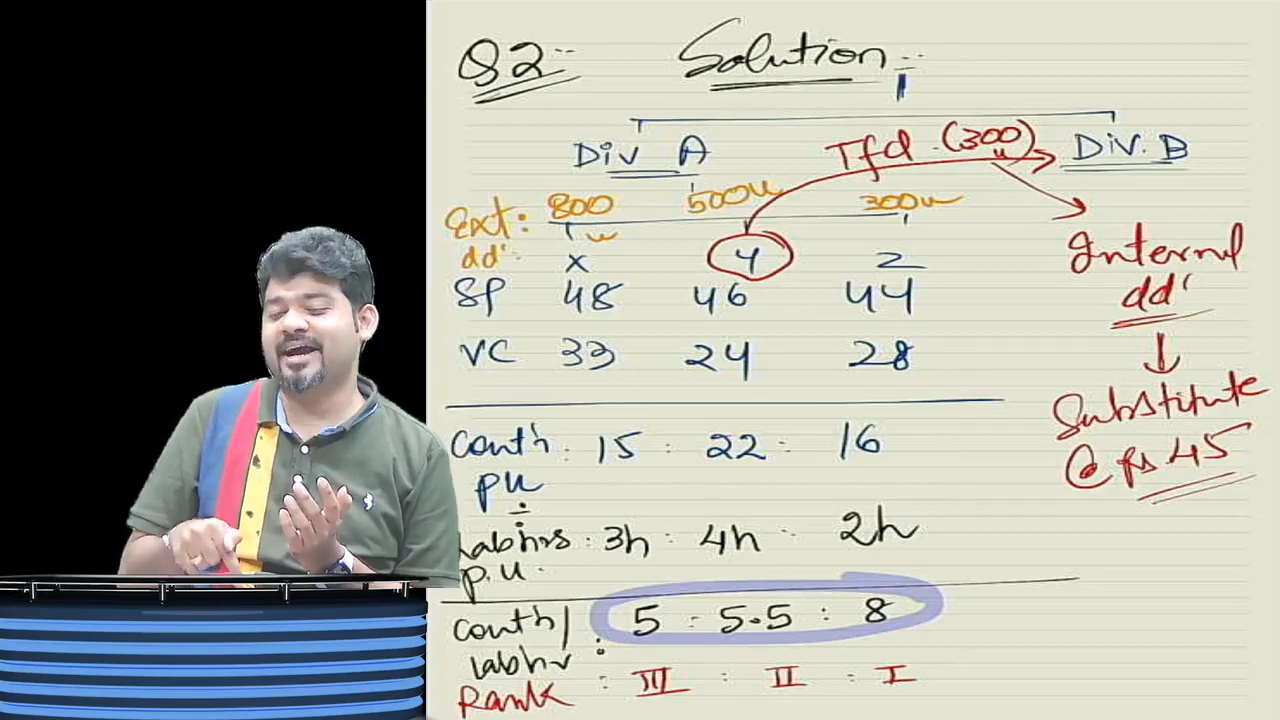 Q2:- Solution :-
Div A Tfd. (300u) Div. B
Ext: 800 500u 300u
dd': u
x y z
SP 48 46 44
VC 33 24 28
Internal
dd'
Substitute
@ Rs 45
Contn. : 15 : 22 : 16
pu
Lab hrs : 3h : 4h : 2h
p.u.
Contn/ : 5 : 5.5 : 8
lab hr
Rank : III : II : I